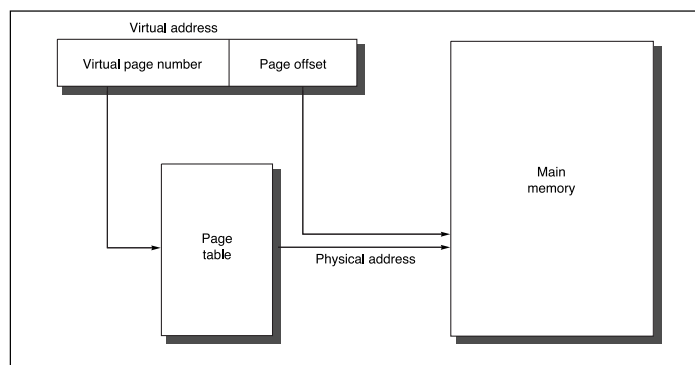 Virtual address
Virtual page number
Page offset
Main
memory
Page
table
Physical address